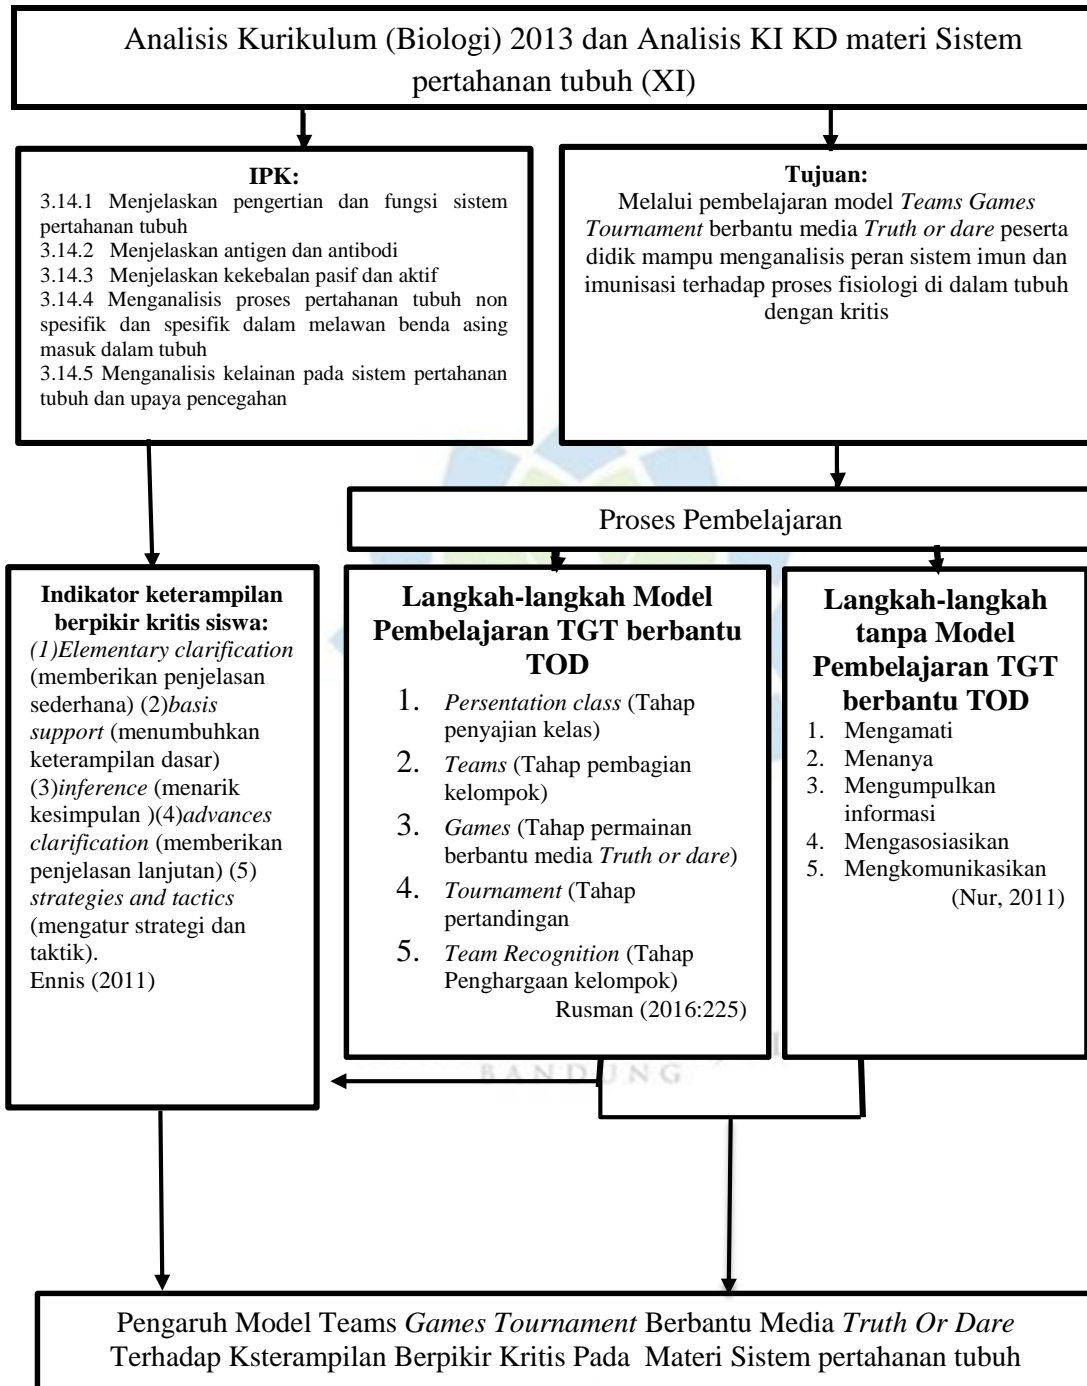 Analisis Kurikulum (Biologi) 2013 dan Analisis KI KD materi Sistem
pertahanan tubuh (XI)
IPK:
3.14.1 Menjelaskan pengertian dan fungsi sistem
pertahanan tubuh
3.14.2 Menjelaskan antigen dan antibodi
3.14.3 Menjelaskan kekebalan pasif dan aktif
3.14.4 Menganalisis proses pertahanan tubuh non
spesifik dan spesifik dalam melawan benda asing
masuk dalam tubuh
3.14.5 Menganalisis kelainan pada sistem pertahanan
tubuh dan upaya pencegahan
Tujuan:
Melalui pembelajaran model Teams Games
Tournament berbantu media Truth or dare peserta
didik mampu menganalisis peran sistem imun dan
imunisasi terhadap proses fisiologi di dalam tubuh
dengan kritis
Proses Pembelajaran
Indikator keterampilan
berpikir kritis siswa:
(1)Elementary clarification
(memberikan penjelasan
sederhana) (2)basis
support (menumbuhkan
keterampilan dasar)
(3)inference (menarik
kesimpulan )(4)advances
clarification (memberikan
penjelasan lanjutan) (5)
strategies and tactics
(mengatur strategi dan
taktik).
Ennis (2011)
Langkah-langkah Model
Pembelajaran TGT berbantu
TOD
1. Persentation class (Tahap
penyajian kelas)
2. Teams (Tahap pembagian
kelompok)
3. Games (Tahap permainan
berbantu media Truth or dare)
4. Tournament (Tahap
pertandingan
5. Team Recognition (Tahap
Penghargaan kelompok)
Rusman (2016:225)
Langkah-langkah
tanpa Model
Pembelajaran TGT
berbantu TOD
1. Mengamati
2. Menanya
3. Mengumpulkan
informasi
4. Mengasosiasikan
5. Mengkomunikasikan
(Nur, 2011)
BANDUNG
Pengaruh Model Teams Games Tournament Berbantu Media Truth Or Dare
Terhadap Ksterampilan Berpikir Kritis Pada Materi Sistem pertahanan tubuh